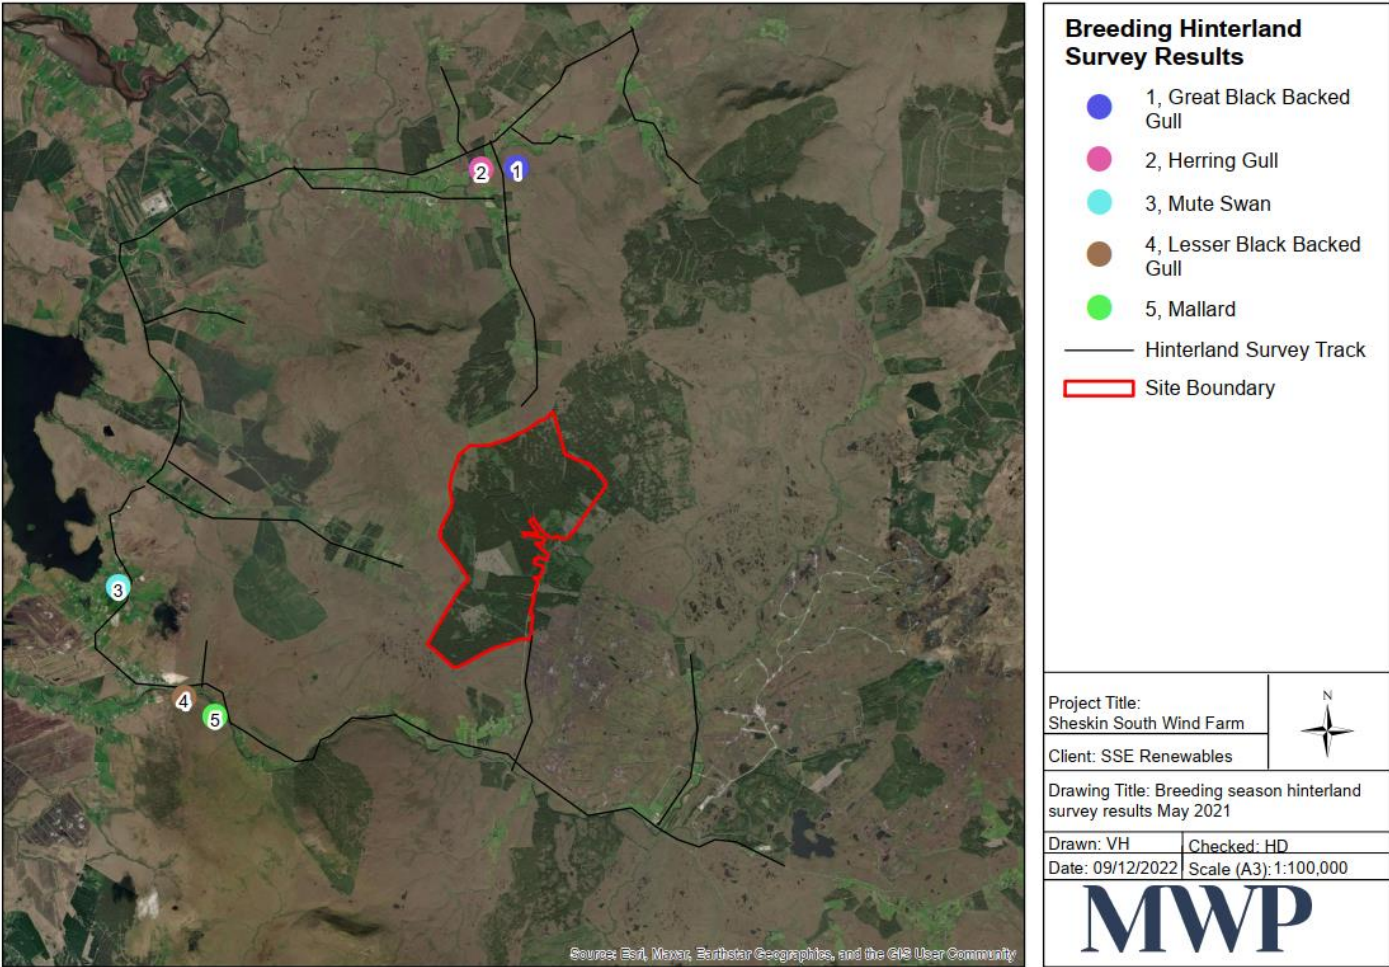 Breeding Hinterland
Survey Results
1, Great Black Backed
Gull
2, Herring Gull
3, Mute Swan
4, Lesser Black Backed
Gull
5, Mallard
Hinterland Survey Track
Site Boundary
2
1
3
4
5
Source: Esri, Maxar, Earthstar Geographics, and the GIS User Community
Project Title:
Sheskin South Wind Farm
N
Client: SSE Renewables
Drawing Title: Breeding season hinterland
survey results May 2021
Drawn: VH
Checked: HD
Date: 09/12/2022
Scale (A3): 1:100,000
MWP